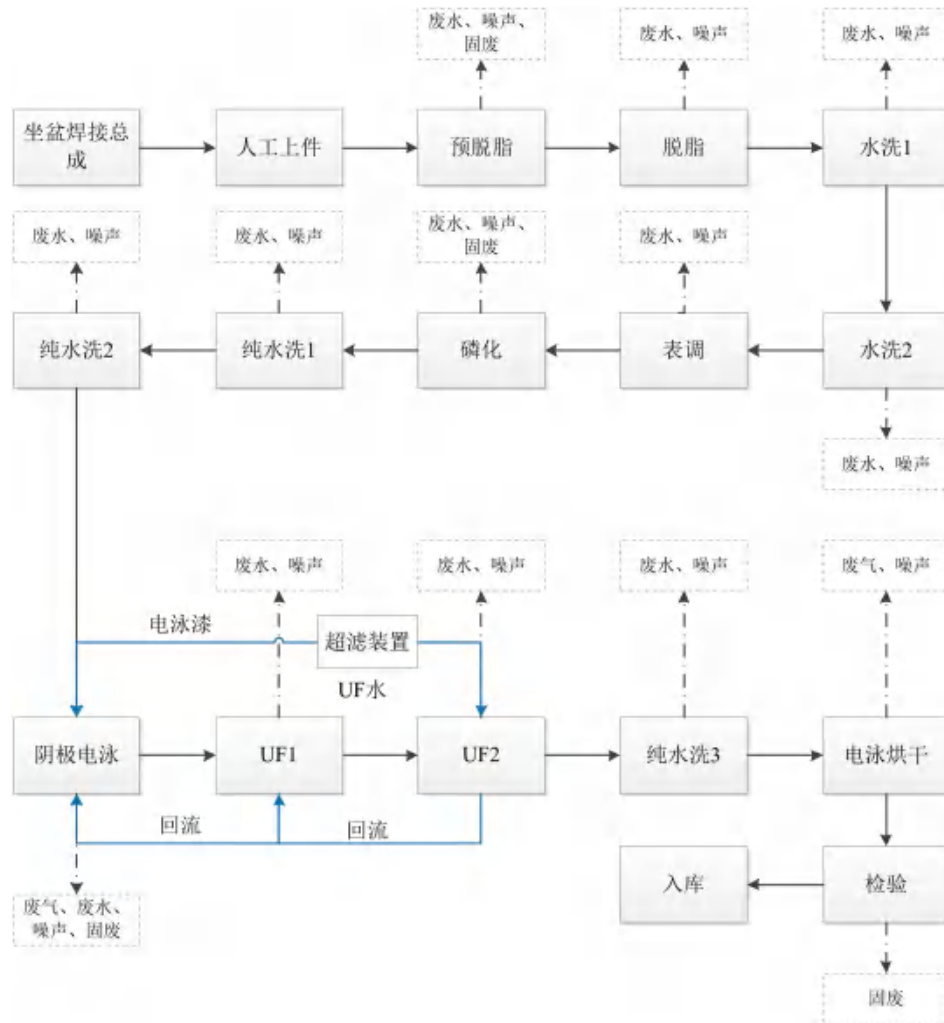 废水、噪声、
固废
废水、噪声
废水、噪声
坐盆焊接总
成
人工上件
预脱脂
脱脂
水洗1
废水、噪声
废水、噪声
废水、噪声、
固废
废水、噪声
纯水洗2
纯水洗1
磷化
表调
水洗2
废水、噪声
废水、噪声
废水、噪声
废水、噪声
废气、噪声
电泳漆
超滤装置
UF水
阴极电泳
UF1
UF2
纯水洗3
电泳烘干
回流
回流
入库
检验
废气、废水、
噪声、固废
固废